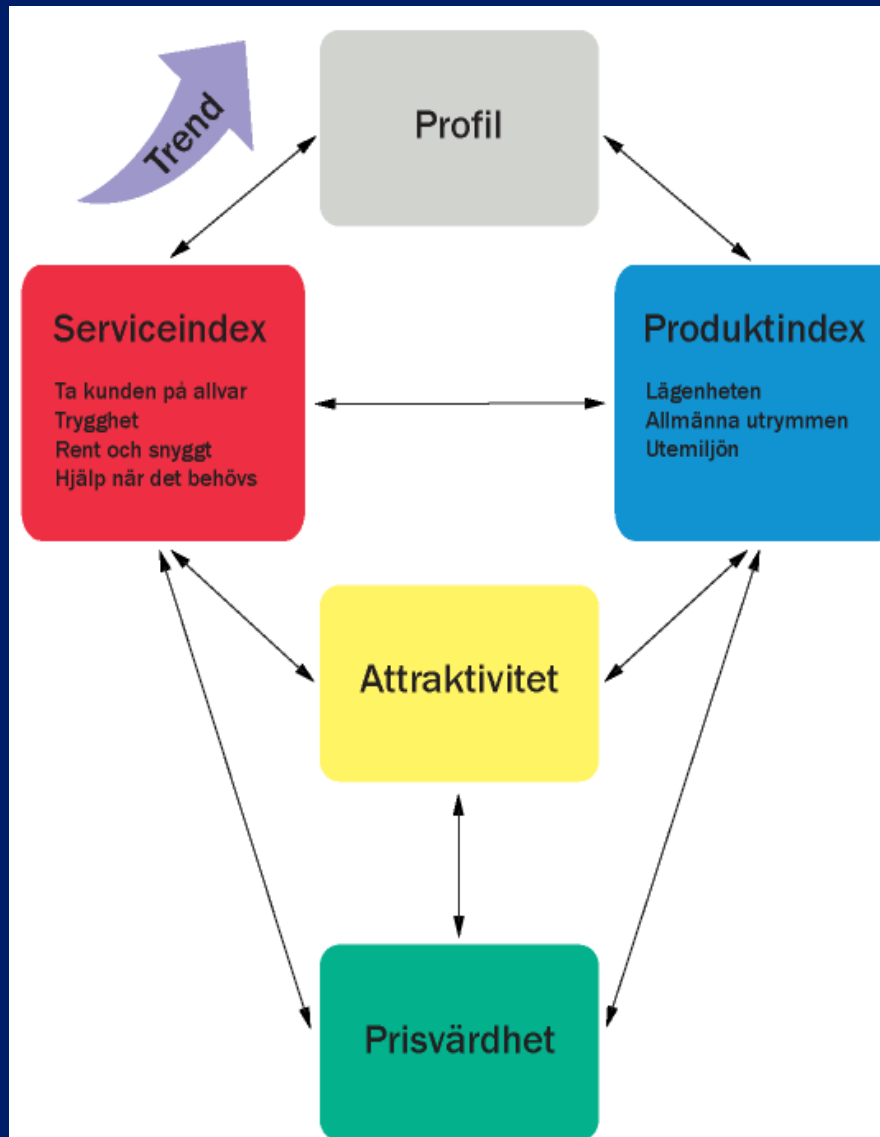 Trend
Profil
Serviceindex
Ta kunden på allvar
Trygghet
Rent och snyggt
Hjälp när det behövs
Produktindex
Lägenheten
Allmänna utrymmen
Utemiljön
Attraktivitet
Prisvärdhet